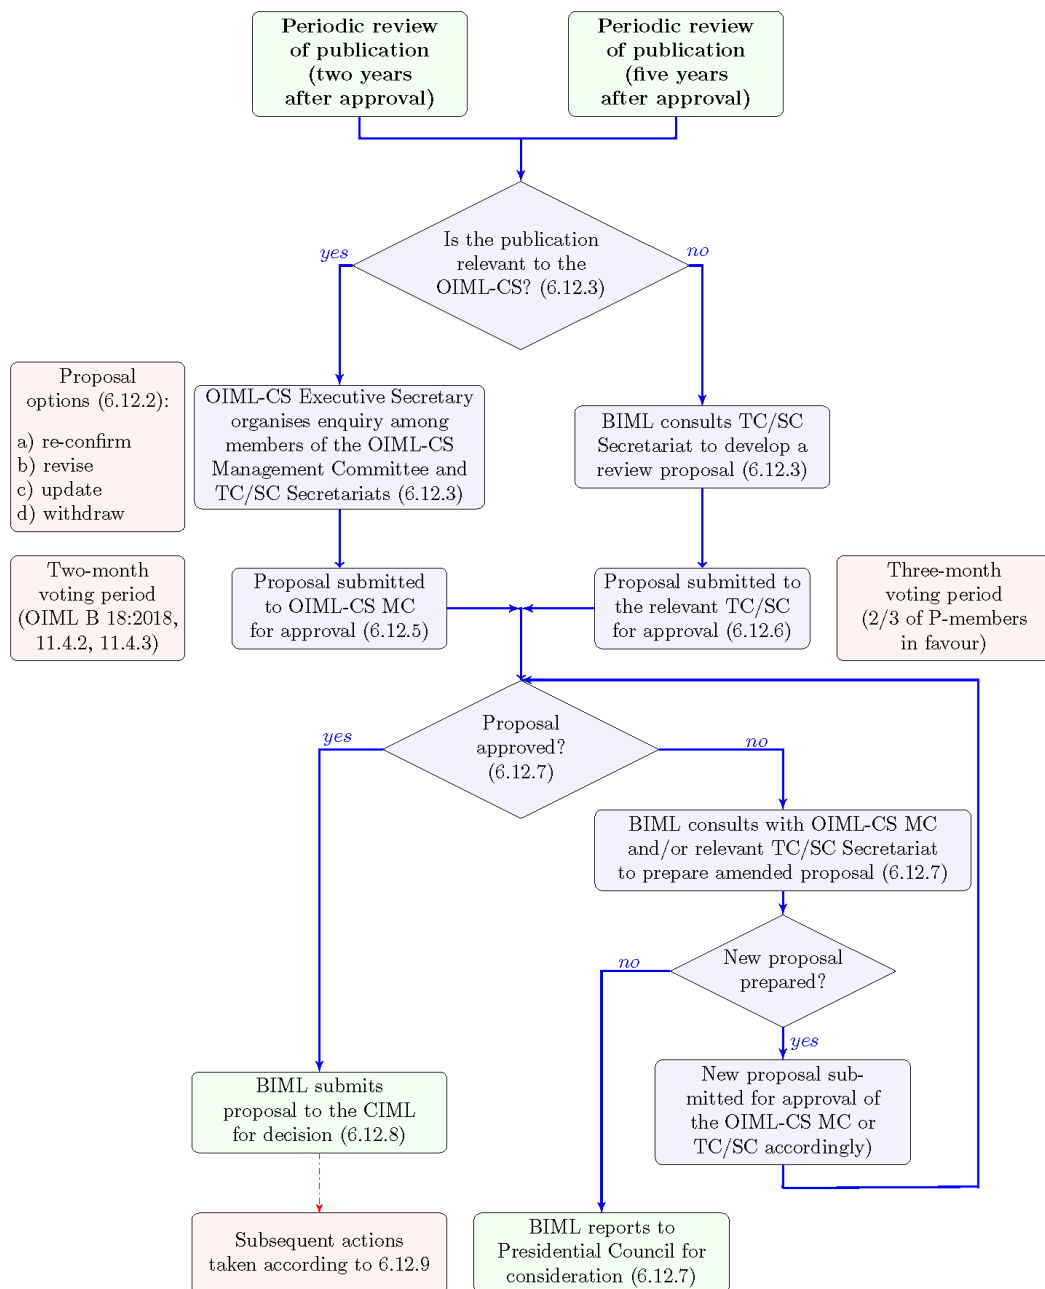 Periodic review
of publication
(two years
after approval)
Periodic review
of publication
(five years
after approval)
Is the publication
relevant to the
OIML-CS? (6.12.3)
yes
no
Proposal
options (6.12.2):
a) re-confirm
b) revise
c) update
d) withdraw
OIML-CS Executive Secretary
organises enquiry among
members of the OIML-CS
Management Committee and
TC/SC Secretariats (6.12.3)
BIML consults TC/SC
Secretariat to develop a
review proposal (6.12.3)
Two-month
voting period
(OIML B 18:2018,
11.4.2, 11.4.3)
Proposal submitted
to OIML-CS MC
for approval (6.12.5)
Proposal submitted to
the relevant TC/SC
for approval (6.12.6)
Three-month
voting period
(2/3 of P-members
in favour)
Proposal
approved?
(6.12.7)
yes
no
BIML consults with OIML-CS MC
and/or relevant TC/SC Secretariat
to prepare amended proposal (6.12.7)
New proposal
prepared?
no
yes
New proposal sub-
mitted for approval of
the OIML-CS MC or
TC/SC accordingly)
BIML submits
proposal to the CIML
for decision (6.12.8)
Subsequent actions
taken according to 6.12.9
BIML reports to
Presidential Council for
consideration (6.12.7)